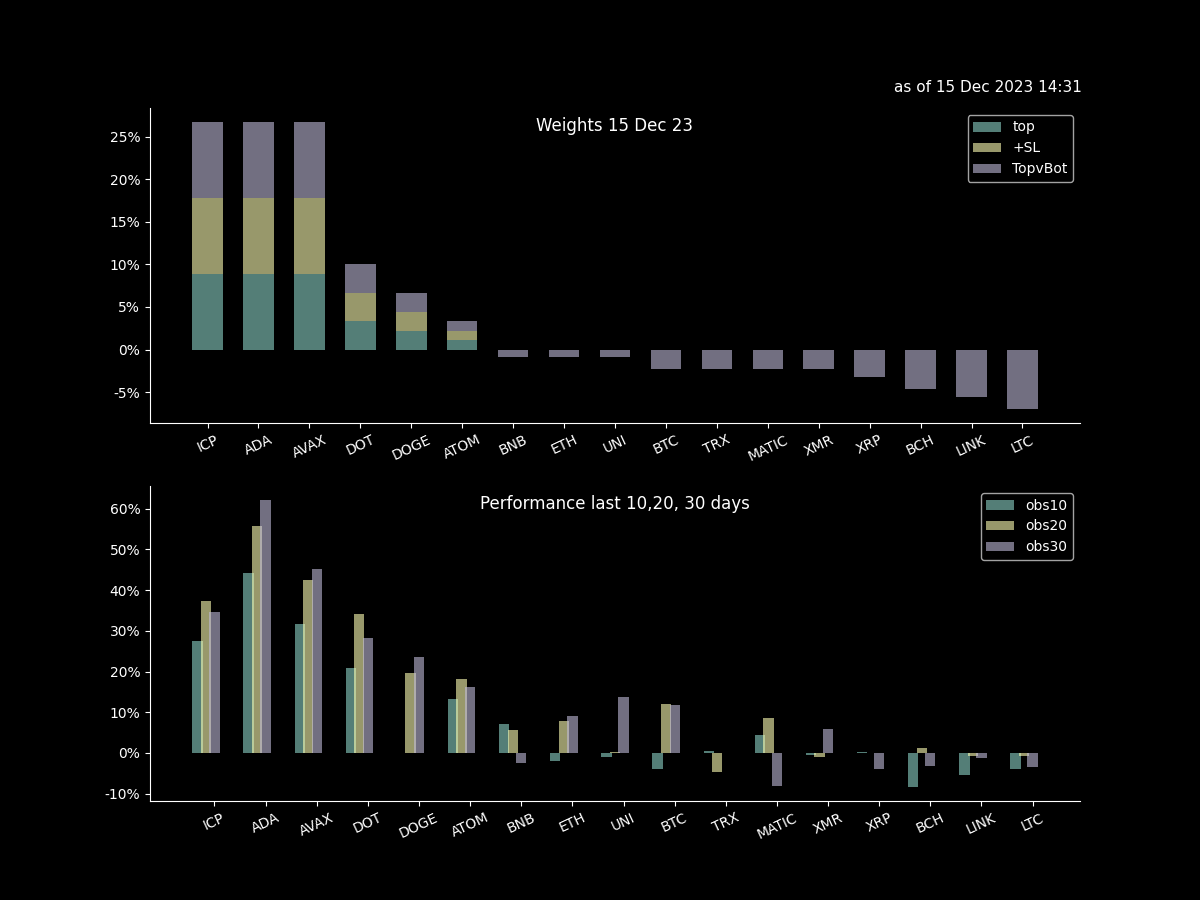 as of 15 Dec 2023 14:31
Weights 15 Dec 23
top
+SL
TopvBot
25%
20%
15%
10%
5%
0%
-5%
ICP ADA AVAX DOT DOGE ATOM BNB ETH UNI BTC TRX MATIC XMR XRP BCH LINK LTC
Performance last 10,20, 30 days
obs10
obs20
obs30
60%
50%
40%
30%
20%
10%
0%
-10%
ICP ADA AVAX DOT DOGE ATOM BNB ETH UNI BTC TRX MATIC XMR XRP BCH LINK LTC